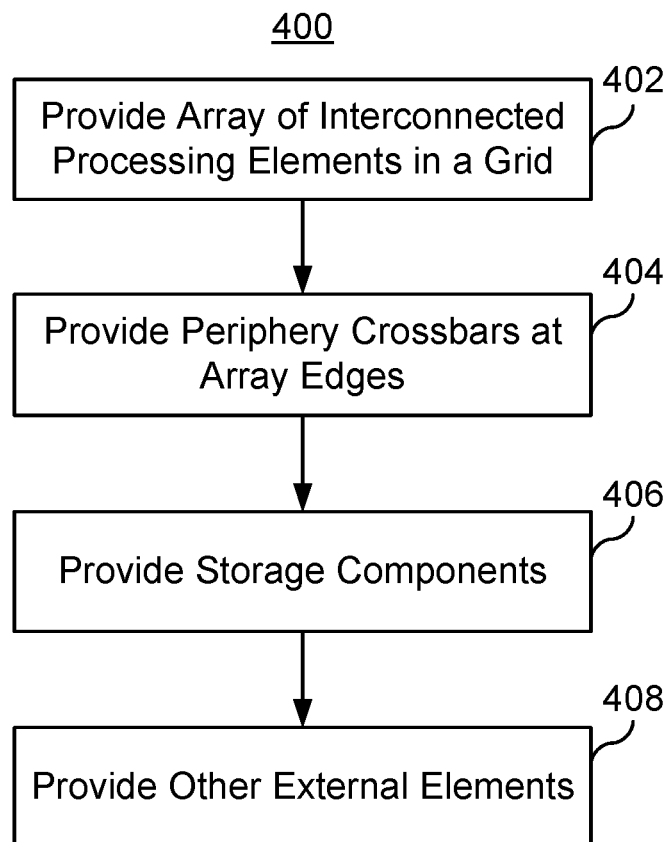 400
402
Provide Array of Interconnected
Processing Elements in a Grid
404
Provide Periphery Crossbars at
Array Edges
406
Provide Storage Components
408
Provide Other External Elements